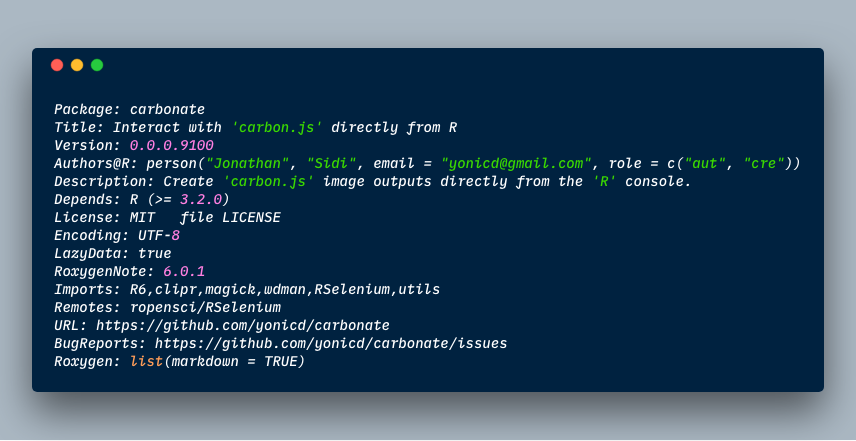 Package: carbonate
Title: Interact with 'carbon.js' directly from R
Version: 0.0.0.9100
Authors@R: person("Jonathan", "Sidi", email = "yonicd@gmail.com", role = c("aut", "cre"))
Description: Create 'carbon.js' image outputs directly from the 'R' console.
Depends: R (>= 3.2.0)
License: MIT   file LICENSE
Encoding: UTF-8
LazyData: true
RoxygenNote: 6.0.1
Imports: R6,clipr,magick,wdman,RSelenium,utils
Remotes: ropensci/RSelenium
URL: https://github.com/yonicd/carbonate
BugReports: https://github.com/yonicd/carbonate/issues
Roxygen: list(markdown = TRUE)